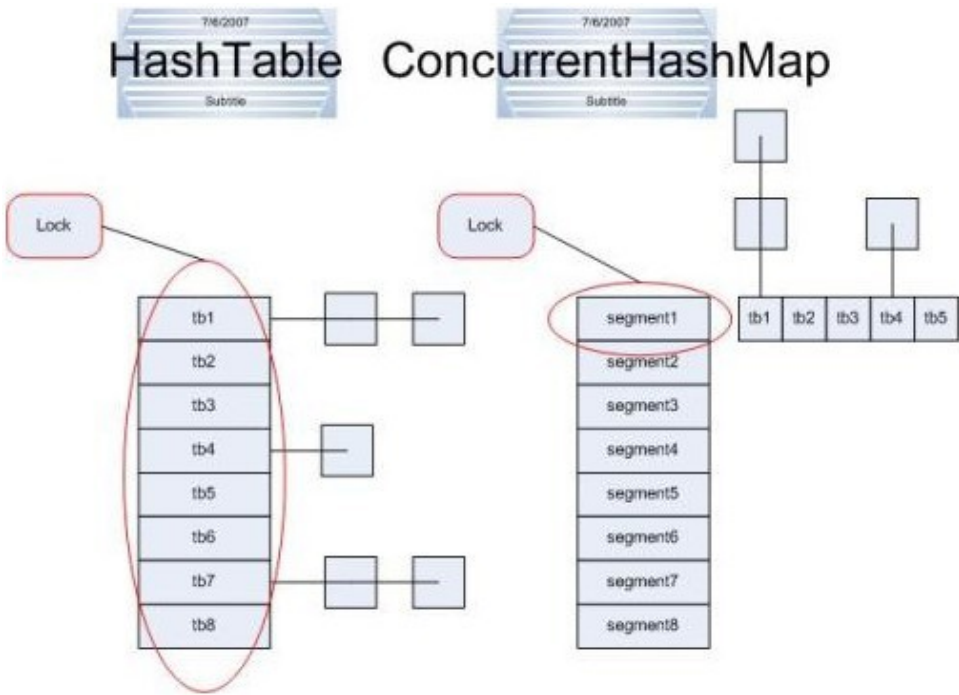 7/6/2007
HashTable
Subtitle
7/6/2007
ConcurrentHashMap
Subtitle
Lock
tb1
tb2
tb3
tb4
tb5
tb6
tb7
tb8
Lock
segment1
segment2
segment3
segment4
segment5
segment6
segment7
segment8
tb1 tb2 tb3 tb4 tb5